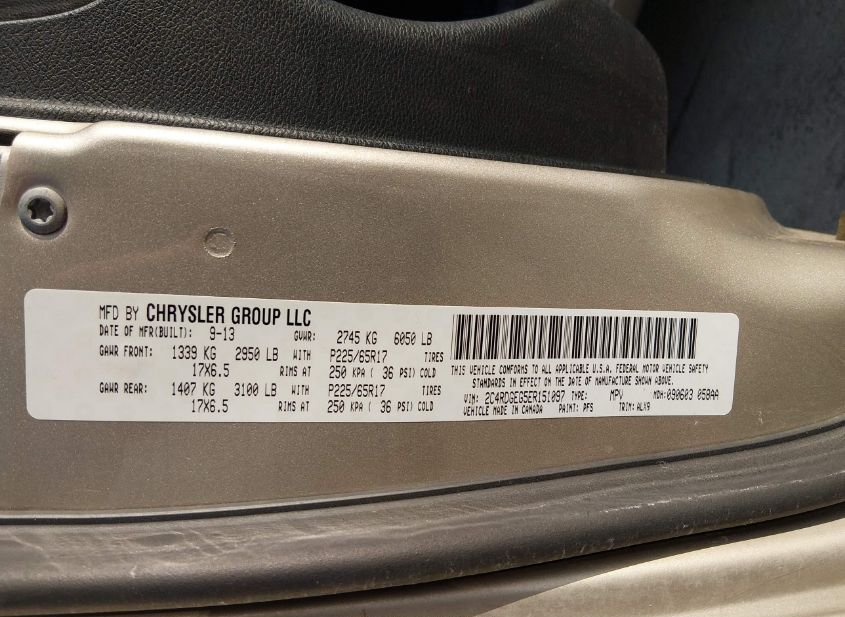 MFD BY CHRYSLER GROUP LLC
DATE OF MFR(BUILT): 9-13 GVWR: 2745 KG 6050 LB
GAWR FRONT: 1339 KG 2950 LB WITH P225/65R17 TIRES
17X6.5 RIMS AT 250 KPA ( 36 PSI) COLD
GAWR REAR: 1407 KG 3100 LB WITH P225/65R17 TIRES
17X6.5 RIMS AT 250 KPA ( 36 PSI) COLD
THIS VEHICLE CONFORMS TO ALL APPLICABLE U.S.A. FEDERAL MOTOR VEHICLE SAFETY
STANDARDS IN EFFECT ON THE DATE OF MANUFACTURE SHOWN ABOVE.
VIN: 2C4RDGEG5ER151097 TYPE: MPV MDH: 090603 058AA
VEHICLE MADE IN CANADA PAINT: PFS TRIM: ALY9